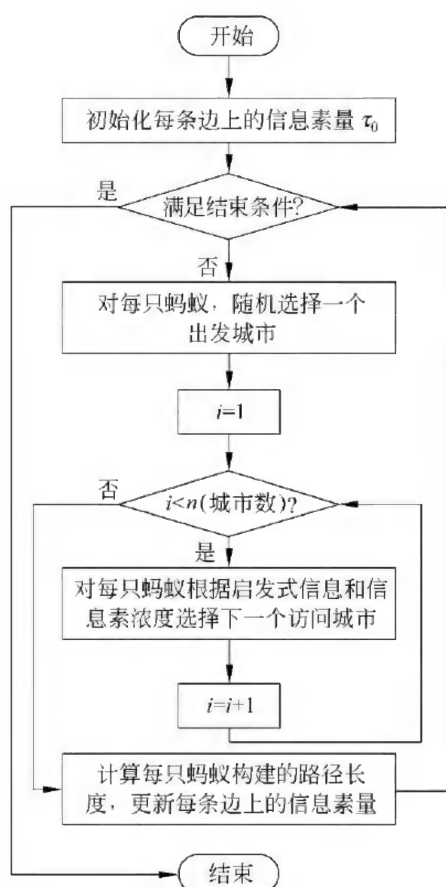 开始
初始化每条边上的信息素量 τ₀
是
满足结束条件?
否
对每只蚂蚁，随机选择一个
出发城市
i=1
否
i<n(城市数)?
是
对每只蚂蚁根据启发式信息和信
息素浓度选择下一个访问城市
i=i+1
计算每只蚂蚁构建的路径长
度，更新每条边上的信息素量
结束